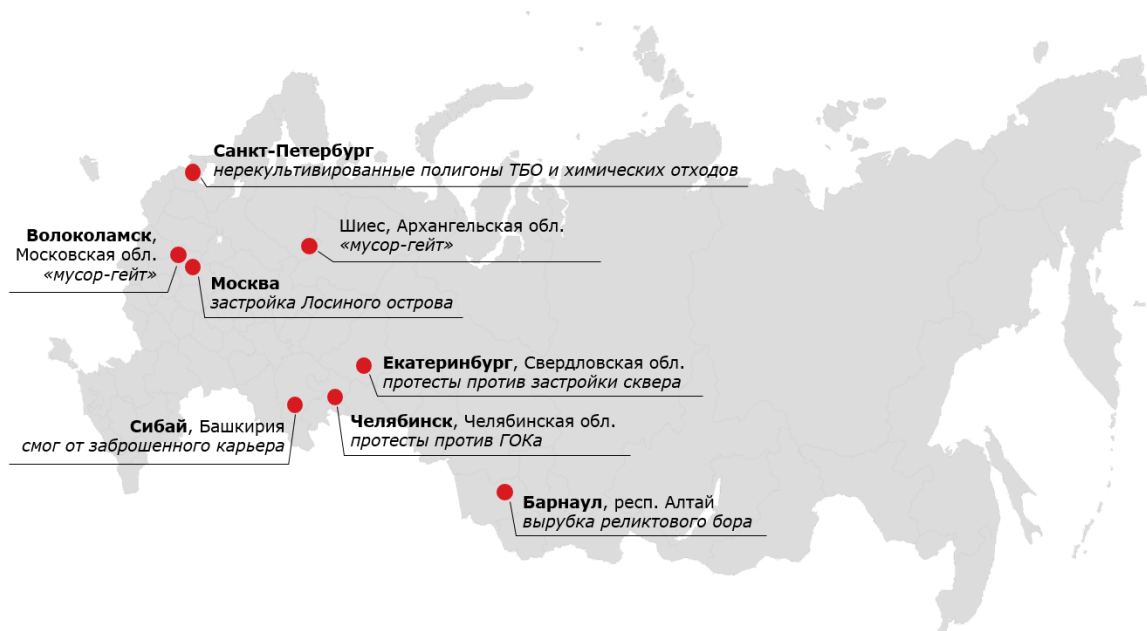 Санкт-Петербург
нерекультивированные полигоны ТБО и химических отходов
Волоколамск,
Московская обл.
«мусор-гейт»
Шиес, Архангельская обл.
«мусор-гейт»
Москва
застройка Лосиного острова
Екатеринбург, Свердловская обл.
протесты против застройки сквера
Сибай, Башкирия
смог от заброшенного карьера
Челябинск, Челябинская обл.
протесты против ГОКа
Барнаул, респ. Алтай
вырубка реликтового бора